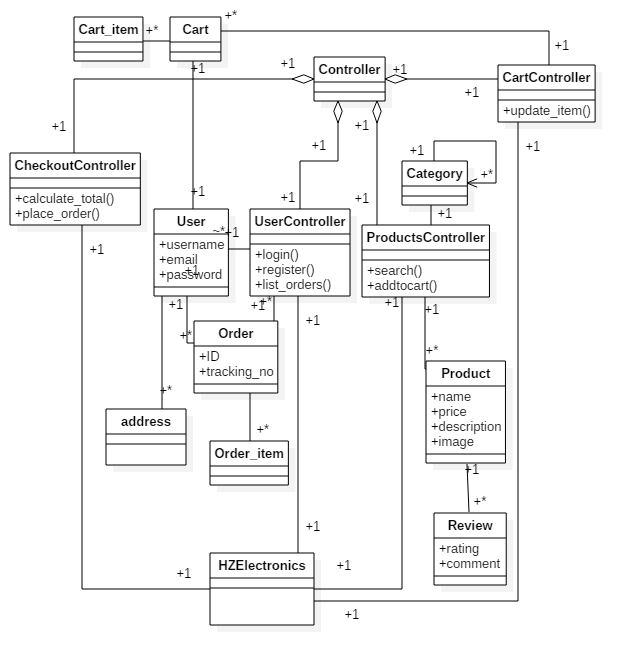 +*
Cart_item
+*
Cart
+1
+1
Controller
+1
+1
CartController
+1
+update_item()
+1
+1
+1
+1
+1
CheckoutController
+calculate_total()
+place_order()
Category
+*
+1
+1
+1
+1
User
~*
+1
+username
+email
+password
+1
UserController
+login()
+register()
+list_orders()
ProductsController
+search()
+addtocart()
+1
+1
+1
+*
+1
+1
+1
+*
Order
+ID
+tracking_no
+*
Product
+name
+price
+description
+image
+*
address
+*
Order_item
+1
+*
Review
+rating
+comment
+1
HZElectronics
+1
+1
+1